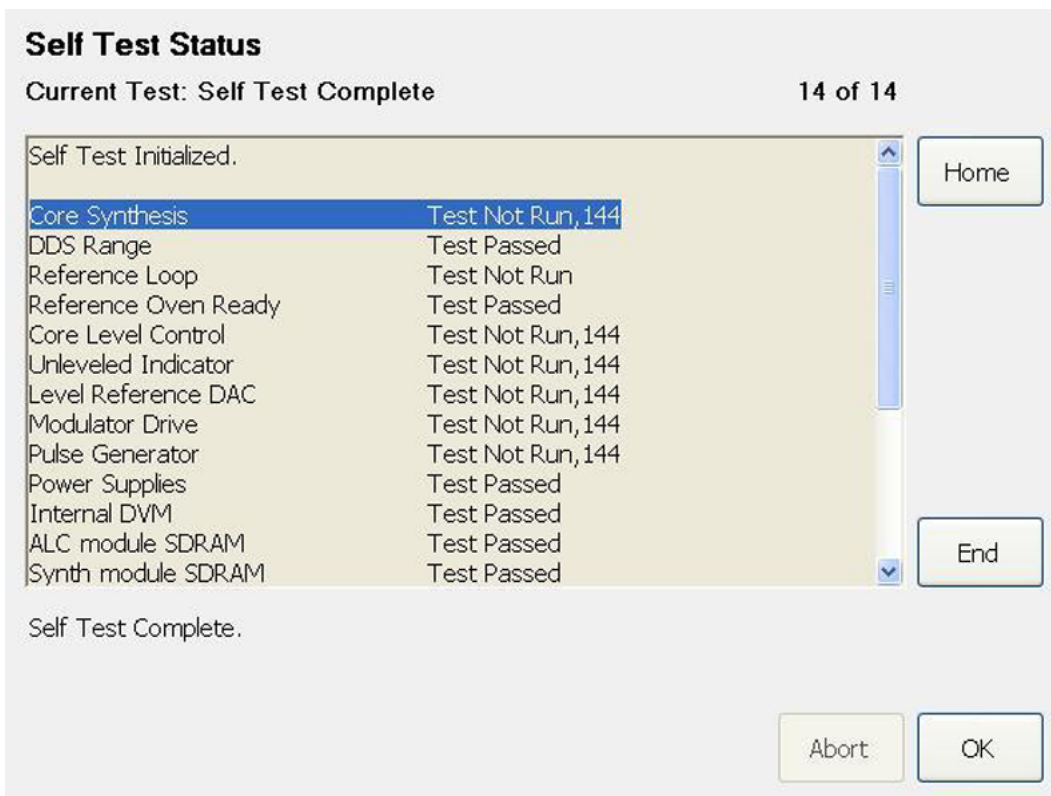 Self Test Status
Current Test: Self Test Complete 14 of 14
Self Test Initialized.
Home
Core Synthesis Test Not Run,144
DDS Range Test Passed
Reference Loop Test Not Run
Reference Oven Ready Test Passed
Core Level Control Test Not Run,144
Unleveled Indicator Test Not Run,144
Level Reference DAC Test Not Run,144
Modulator Drive Test Not Run,144
Pulse Generator Test Not Run,144
Power Supplies Test Passed
Internal DVM Test Passed
ALC module SDRAM Test Passed
End
Synth module SDRAM Test Passed
Self Test Complete.
Abort OK